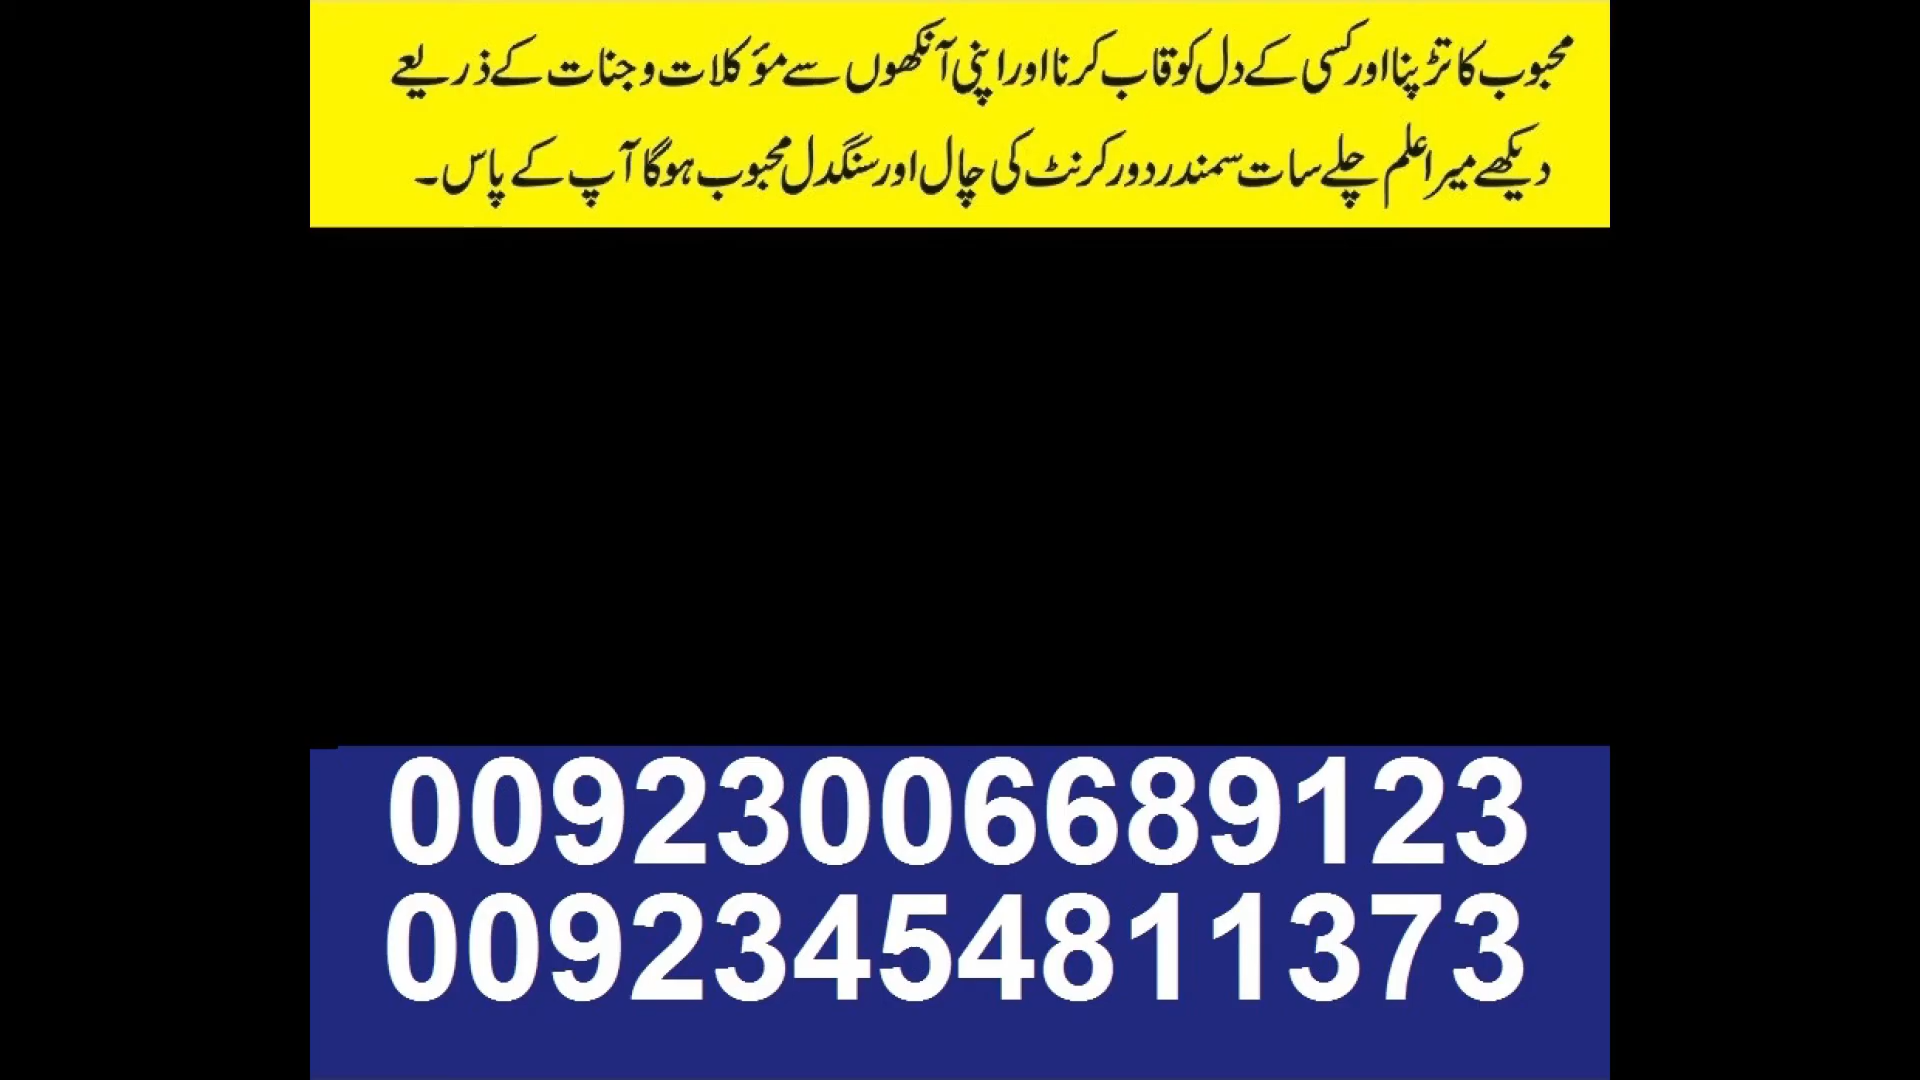 محبوب کا تڑپنا اور کسی کے دل کو قاب کرنا اور اپنی آنکھوں سے مؤکلات و جنات کے ذریعے
دیکھے میرا علم چلے سات سمندر دور کرنٹ کی چال اور سنگدل محبوب ہوگا آپ کے پاس۔
00923006689123
00923454811373